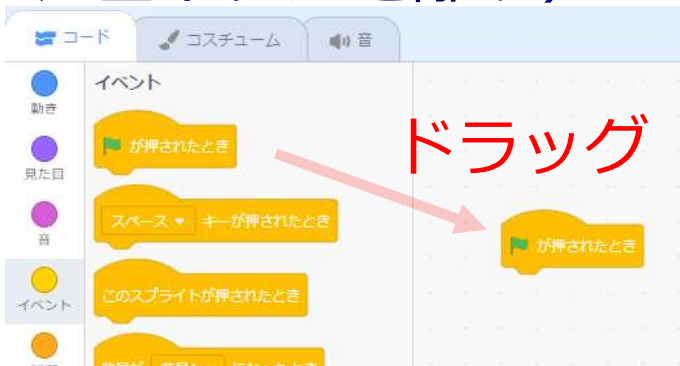 コード コスチューム 音
イベント
動き
が押されたとき
ドラッグ
見た目
スペース キーが押されたとき
が押されたとき
音
このスプライトが押されたとき
イベント